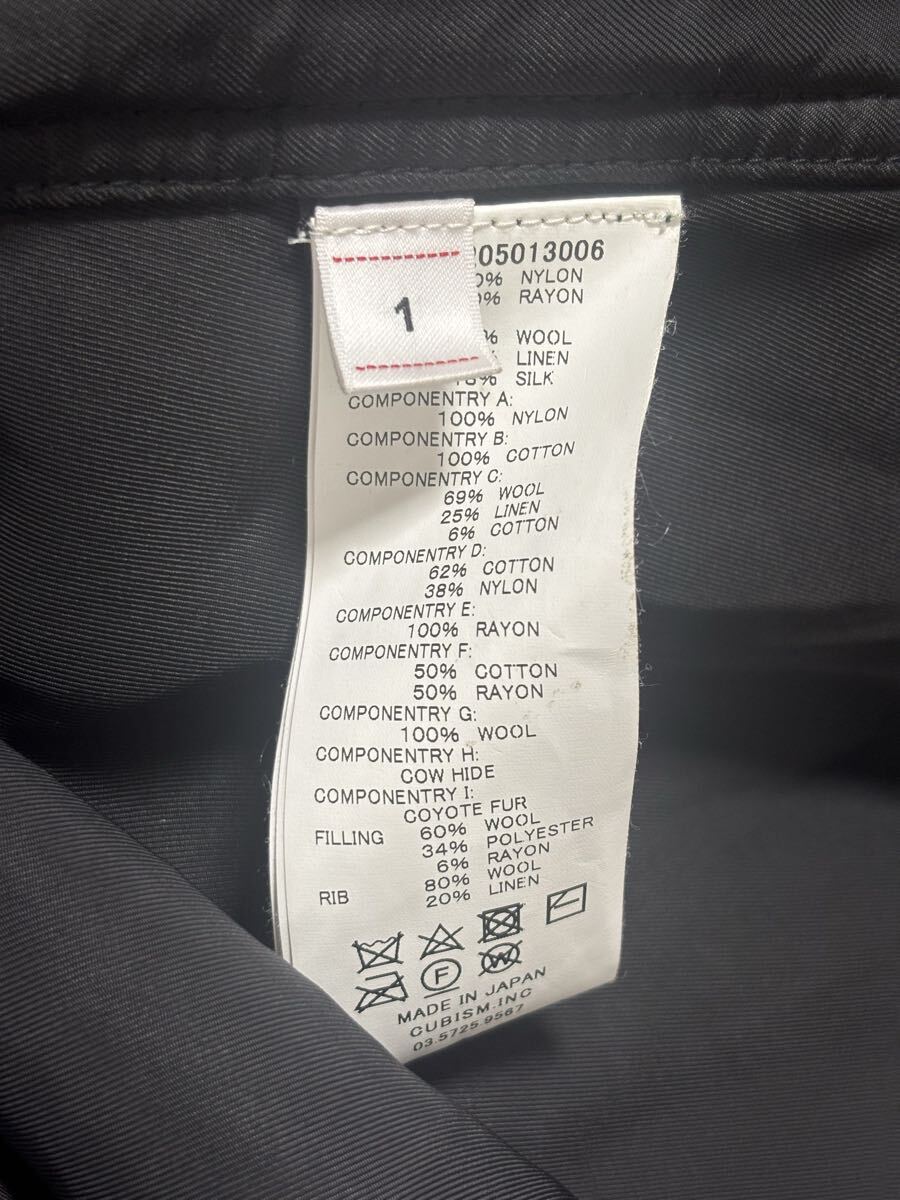 1
05013006
0% NYLON
% RAYON
% WOOL
% LINEN
% SILK
COMPONENTRY A:
100% NYLON
COMPONENTRY B:
100% COTTON
COMPONENTRY C:
69% WOOL
25% LINEN
6% COTTON
COMPONENTRY D:
62% COTTON
38% NYLON
COMPONENTRY E:
100% RAYON
COMPONENTRY F:
50% COTTON
50% RAYON
COMPONENTRY G:
100% WOOL
COMPONENTRY H:
COW HIDE
COMPONENTRY I:
COYOTE FUR
FILLING 60% WOOL
34% POLYESTER
6% RAYON
RIB 80% WOOL
20% LINEN
F W
MADE IN JAPAN
CUBISM.INC
03.5725.9567